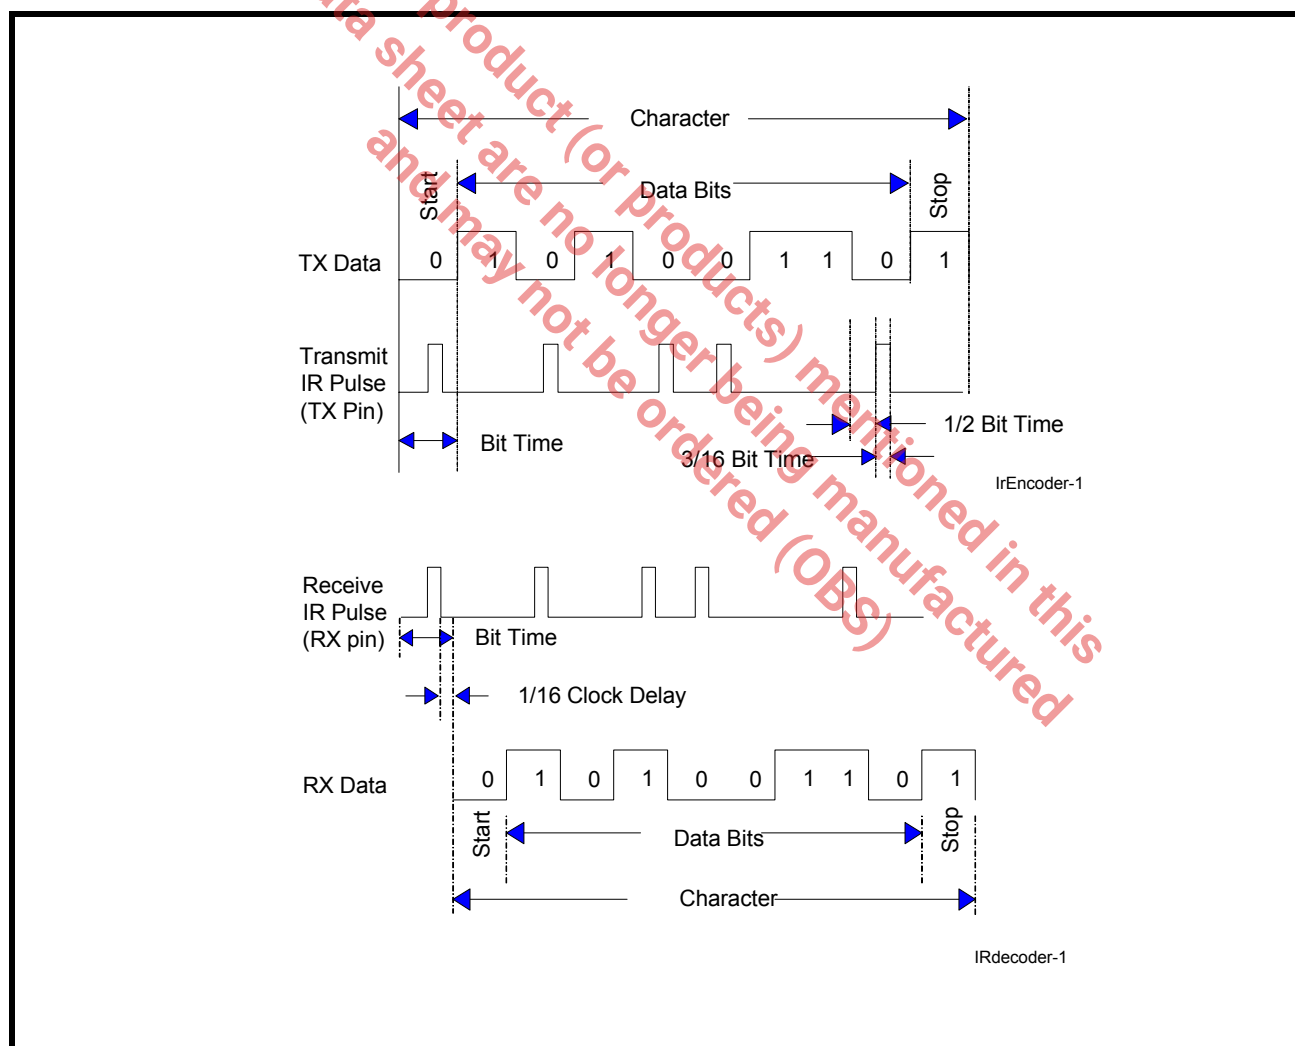 Character
Start
Data Bits
Stop
TX Data
0 1 0 1 0 0 1 1 0 1
Transmit
IR Pulse
(TX Pin)
1/2 Bit Time
Bit Time
3/16 Bit Time
IrEncoder-1
Receive
IR Pulse
(RX pin)
Bit Time
1/16 Clock Delay
RX Data
0 1 0 1 0 0 1 1 0 1
Start
Data Bits
Stop
Character
IRdecoder-1
product (or products) mentioned in this
sheet are no longer being manufactured
and may not be ordered (OBS)